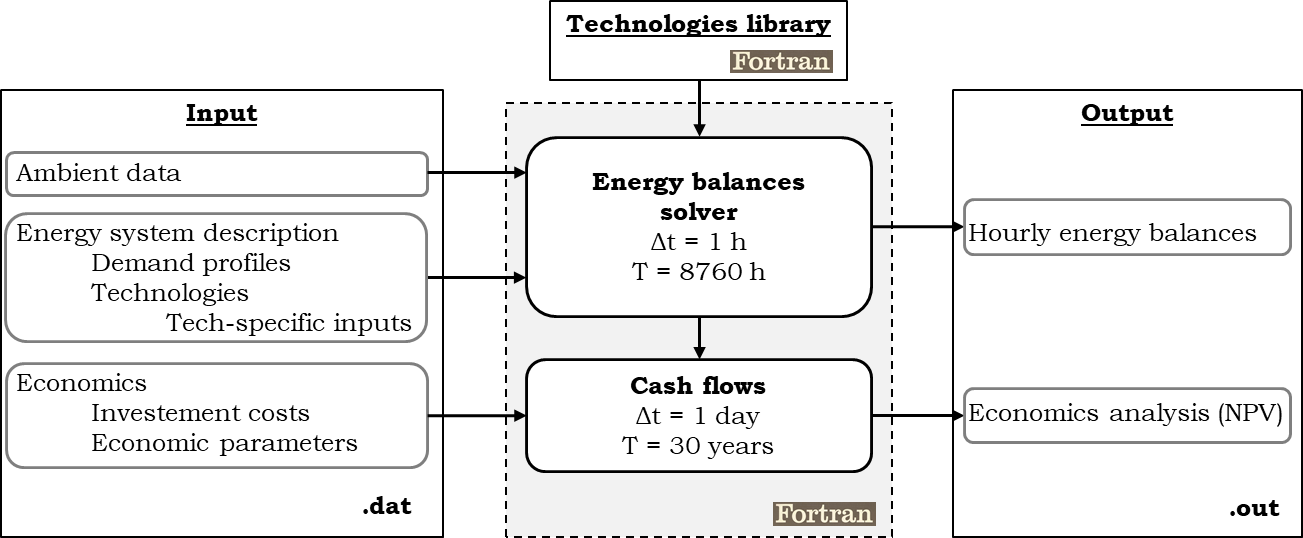 Technologies library
Fortran
Input
Ambient data
Energy system description
Demand profiles
Technologies
Tech-specific inputs
Economics
Investement costs
Economic parameters
.dat
Energy balances
solver
Δt = 1 h
T = 8760 h
Cash flows
Δt = 1 day
T = 30 years
Fortran
Output
Hourly energy balances
Economics analysis (NPV)
.out